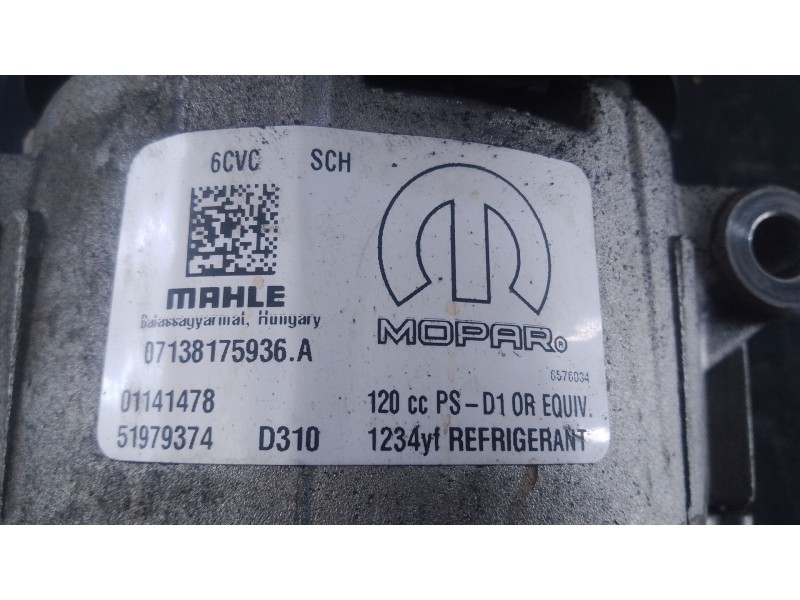 6CVC SCH
MAHLE
Balassagyarmat, Hungary
MOPAR®
07138175936.A
6576034
01141478 120 cc PS-D1 OR EQUIV.
51979374 D310 1234yf REFRIGERANT